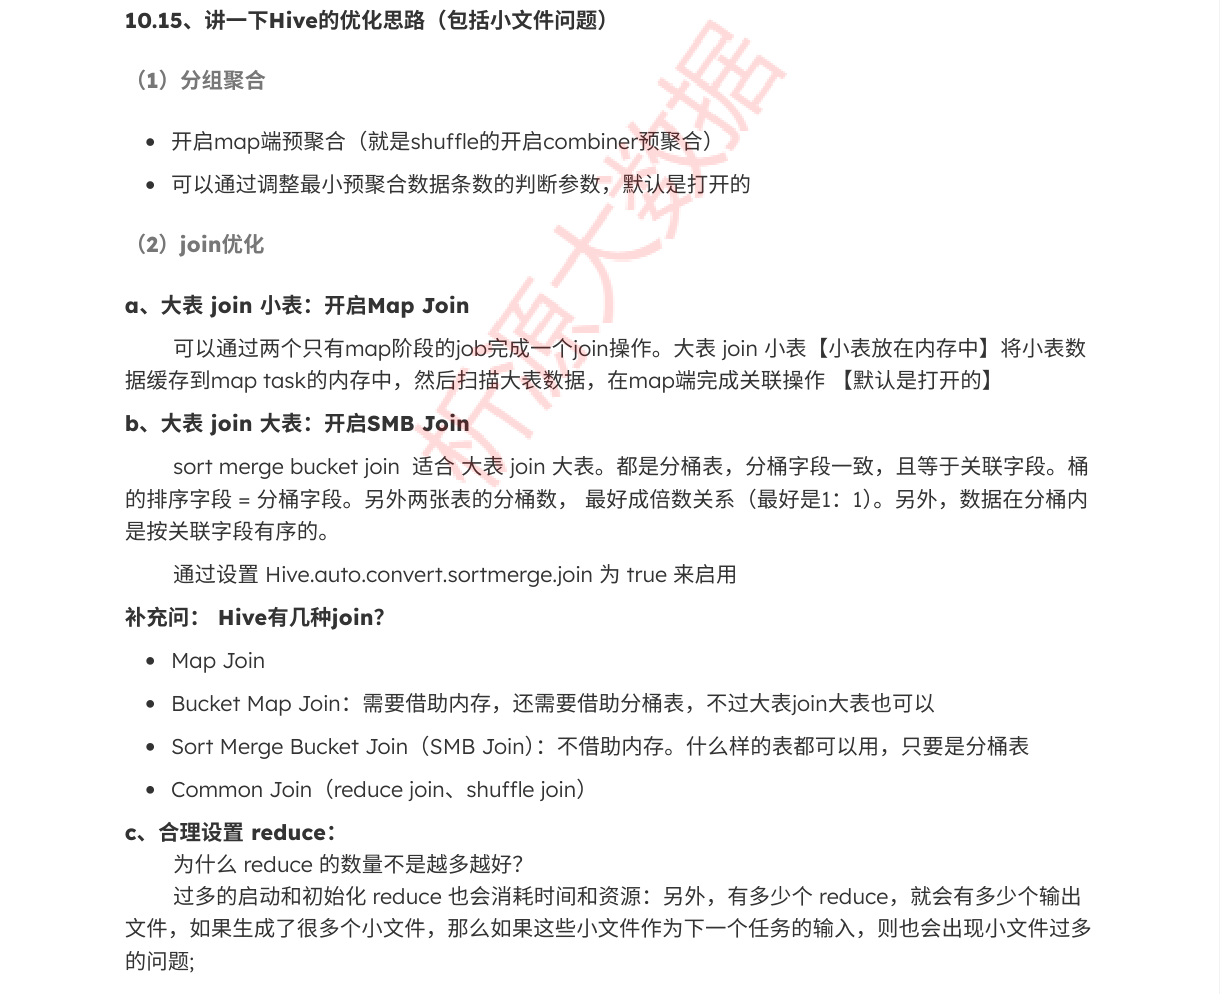 10.15、讲一下Hive的优化思路（包括小文件问题）
（1）分组聚合
• 开启map端预聚合（就是shuffle的开启combiner预聚合）
• 可以通过调整最小预聚合数据条数的判断参数，默认是打开的
（2）join优化
a、大表 join 小表：开启Map Join
可以通过两个只有map阶段的job完成一个join操作。大表 join 小表【小表放在内存中】将小表数
据缓存到map task的内存中，然后扫描大表数据，在map端完成关联操作 【默认是打开的】
b、大表 join 大表：开启SMB Join
sort merge bucket join  适合 大表 join 大表。都是分桶表，分桶字段一致，且等于关联字段。桶
的排序字段 = 分桶字段。另外两张表的分桶数， 最好成倍数关系（最好是1：1）。另外，数据在分桶内
是按关联字段有序的。
通过设置 Hive.auto.convert.sortmerge.join 为 true 来启用
补充问： Hive有几种join？
• Map Join
• Bucket Map Join：需要借助内存，还需要借助分桶表，不过大表join大表也可以
• Sort Merge Bucket Join（SMB Join）：不借助内存。什么样的表都可以用，只要是分桶表
• Common Join（reduce join、shuffle join）
c、合理设置 reduce：
为什么 reduce 的数量不是越多越好？
过多的启动和初始化 reduce 也会消耗时间和资源：另外，有多少个 reduce，就会有多少个输出
文件，如果生成了很多个小文件，那么如果这些小文件作为下一个任务的输入，则也会出现小文件过多
的问题;
析源大数据